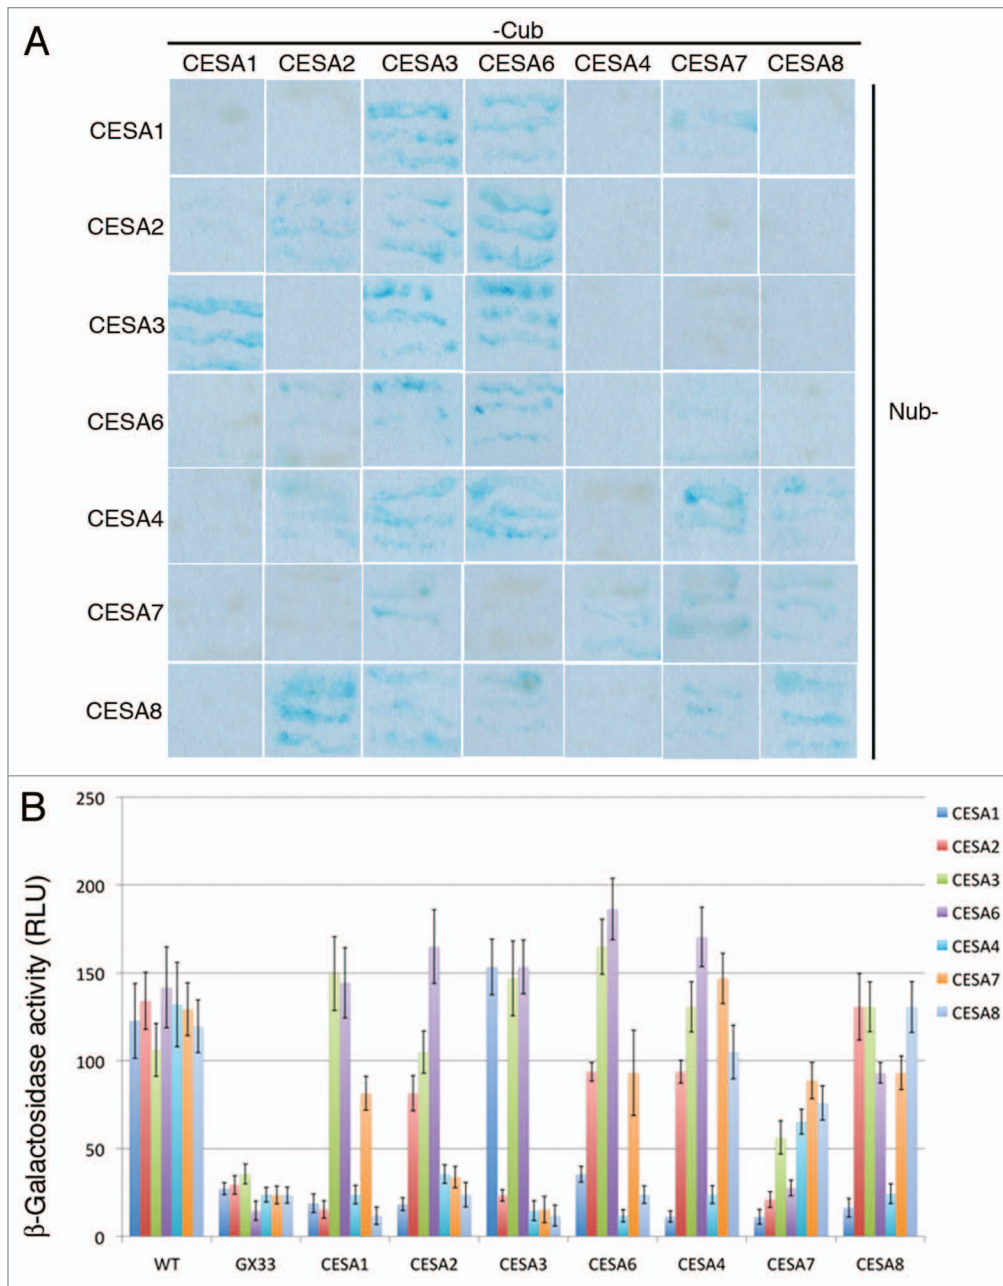 A
-Cub
CESA1 CESA2 CESA3 CESA6 CESA4 CESA7 CESA8
CESA1
CESA2
CESA3
CESA6
Nub-
CESA4
CESA7
CESA8
B
250
200
150
100
50
0
β-Galactosidase activity (RLU)
WT GX33 CESA1 CESA2 CESA3 CESA6 CESA4 CESA7 CESA8
CESA1
CESA2
CESA3
CESA6
CESA4
CESA7
CESA8